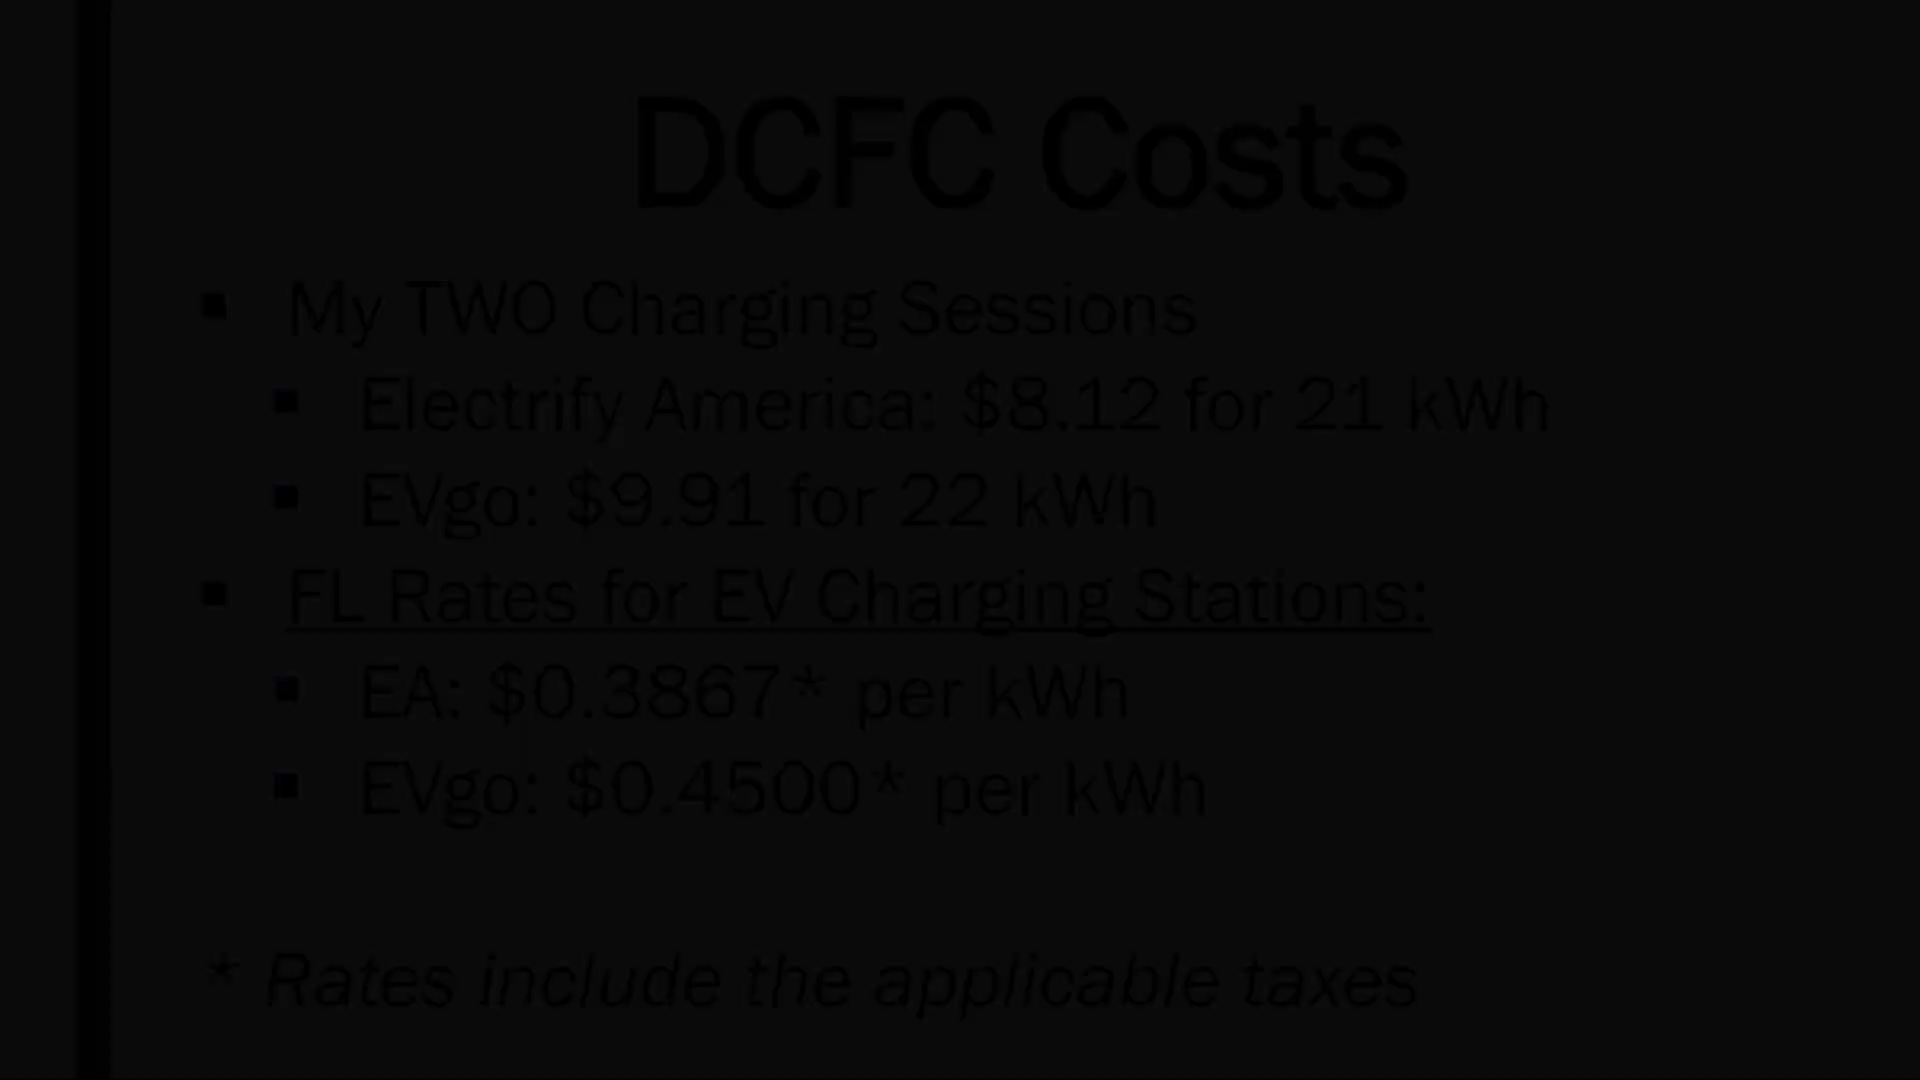 DCFC Costs
▪ My TWO Charging Sessions
▪ Electrify America: $8.12 for 21 kWh
▪ EVgo: $9.91 for 22 kWh
▪ FL Rates for EV Charging Stations:
▪ EA: $0.3867* per kWh
▪ EVgo: $0.4500* per kWh
* Rates include the applicable taxes